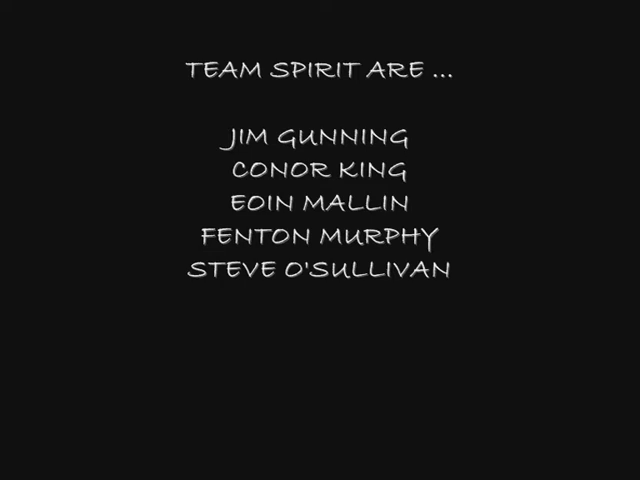 TEAM SPIRIT ARE ...
JIM GUNNING
CONOR KING
EOIN MALLIN
FENTON MURPHY
STEVE O'SULLIVAN